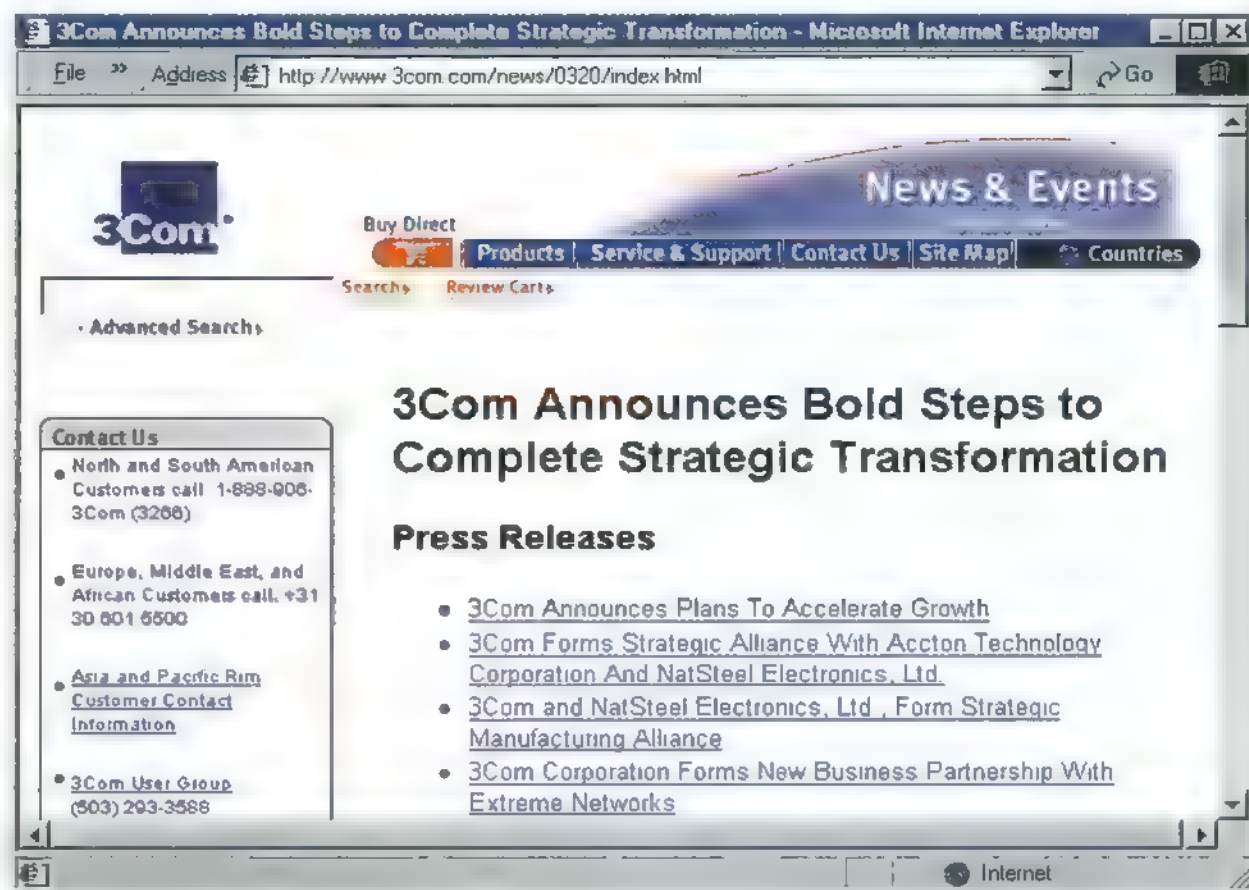 3Com Announces Bold Steps to Complete Strategic Transformation - Microsoft Internet Explorer
File » Address http://www.3com.com/news/0320/index.html Go
3Com
News & Events
Buy Direct
Products | Service & Support | Contact Us | Site Map | Countries
Search Review Cart
· Advanced Search
3Com Announces Bold Steps to
Complete Strategic Transformation
Contact Us
North and South American
Customers call 1-888-906-
3Com (3266)
Europe, Middle East, and
African Customers call, +31
30 601 5500
Asia and Pacific Rim
Customer Contact
Information
3Com User Group
(503) 293-3588
Press Releases
3Com Announces Plans To Accelerate Growth
3Com Forms Strategic Alliance With Accton Technology
Corporation And NatSteel Electronics, Ltd.
3Com and NatSteel Electronics, Ltd., Form Strategic
Manufacturing Alliance
3Com Corporation Forms New Business Partnership With
Extreme Networks
Internet